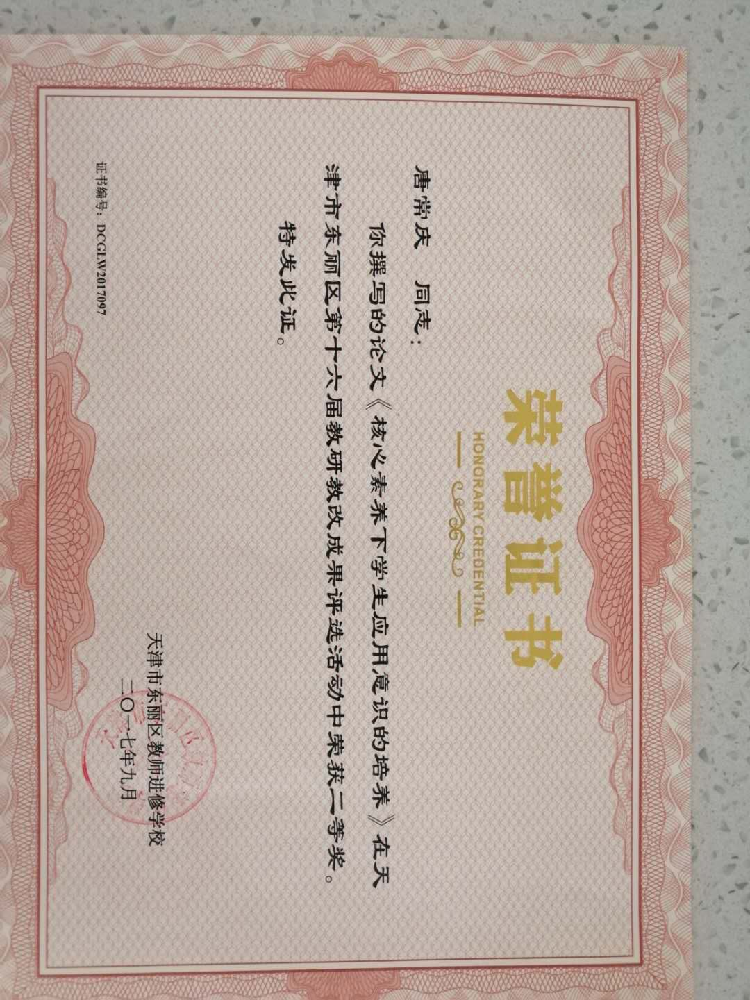 荣誉证书
HONORARY CREDENTIAL
唐常庆 同志：
你撰写的论文《核心素养下学生应用意识的培养》在天
津市东丽区第十六届教研教改成果评选活动中荣获二等奖。
特发此证。
天津市东丽区教师进修学校
二〇一七年九月
证书编号：DCGLW2017097